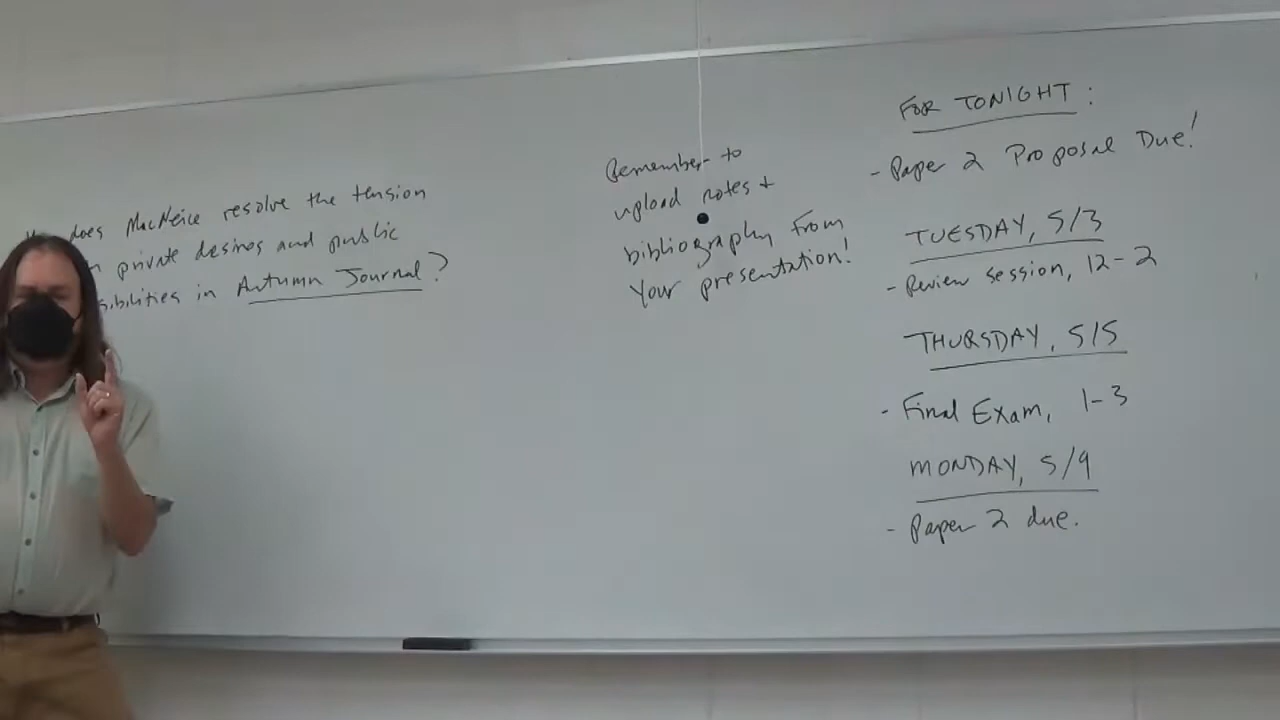 does MacNeice resolve the tension
private desires and public
in Autumn Journal?
Remember to
upload notes +
bibliography from
your presentation!
FOR TONIGHT:
- Paper 2 Proposal Due!
TUESDAY, 5/3
- Review session, 12-2
THURSDAY, 5/5
- Final Exam, 1-3
MONDAY, 5/9
- Paper 2 due.